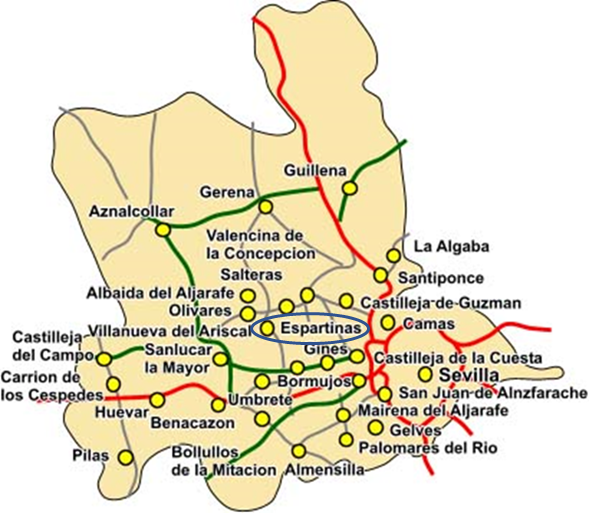 Guillena
Gerena
Aznalcollar
Valencina de
la Concepcion
La Algaba
Salteras
Santiponce
Albaida del Aljarafe
Castilleja de Guzman
Olivares
Villanueva del Ariscal
Espartinas
Camas
Castilleja
del Campo
Sanlucar
la Mayor
Gines
Castilleja de la Cuesta
Carrion de
los Cespedes
Bormujos
Sevilla
Umbrete
San Juan de Alnzfarache
Huevar
Benacazon
Mairena del Aljarafe
Gelves
Pilas
Bollullos
de la Mitacion
Almensilla
Palomares del Rio